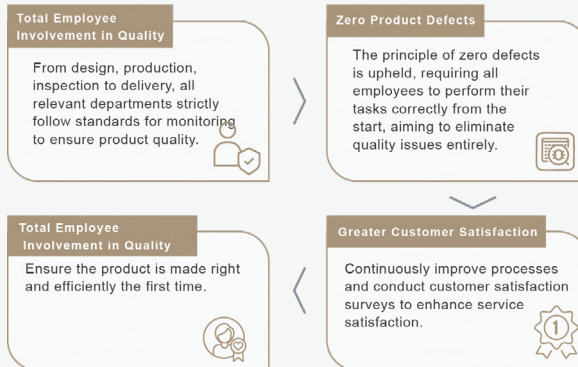 Total Employee
Involvement in Quality
From design, production,
inspection to delivery, all
relevant departments strictly
follow standards for monitoring
to ensure product quality.
Zero Product Defects
The principle of zero defects
is upheld, requiring all
employees to perform their
tasks correctly from the
start, aiming to eliminate
quality issues entirely.
Total Employee
Involvement in Quality
Ensure the product is made right
and efficiently the first time.
Greater Customer Satisfaction
Continuously improve processes
and conduct customer satisfaction
surveys to enhance service
satisfaction.
1